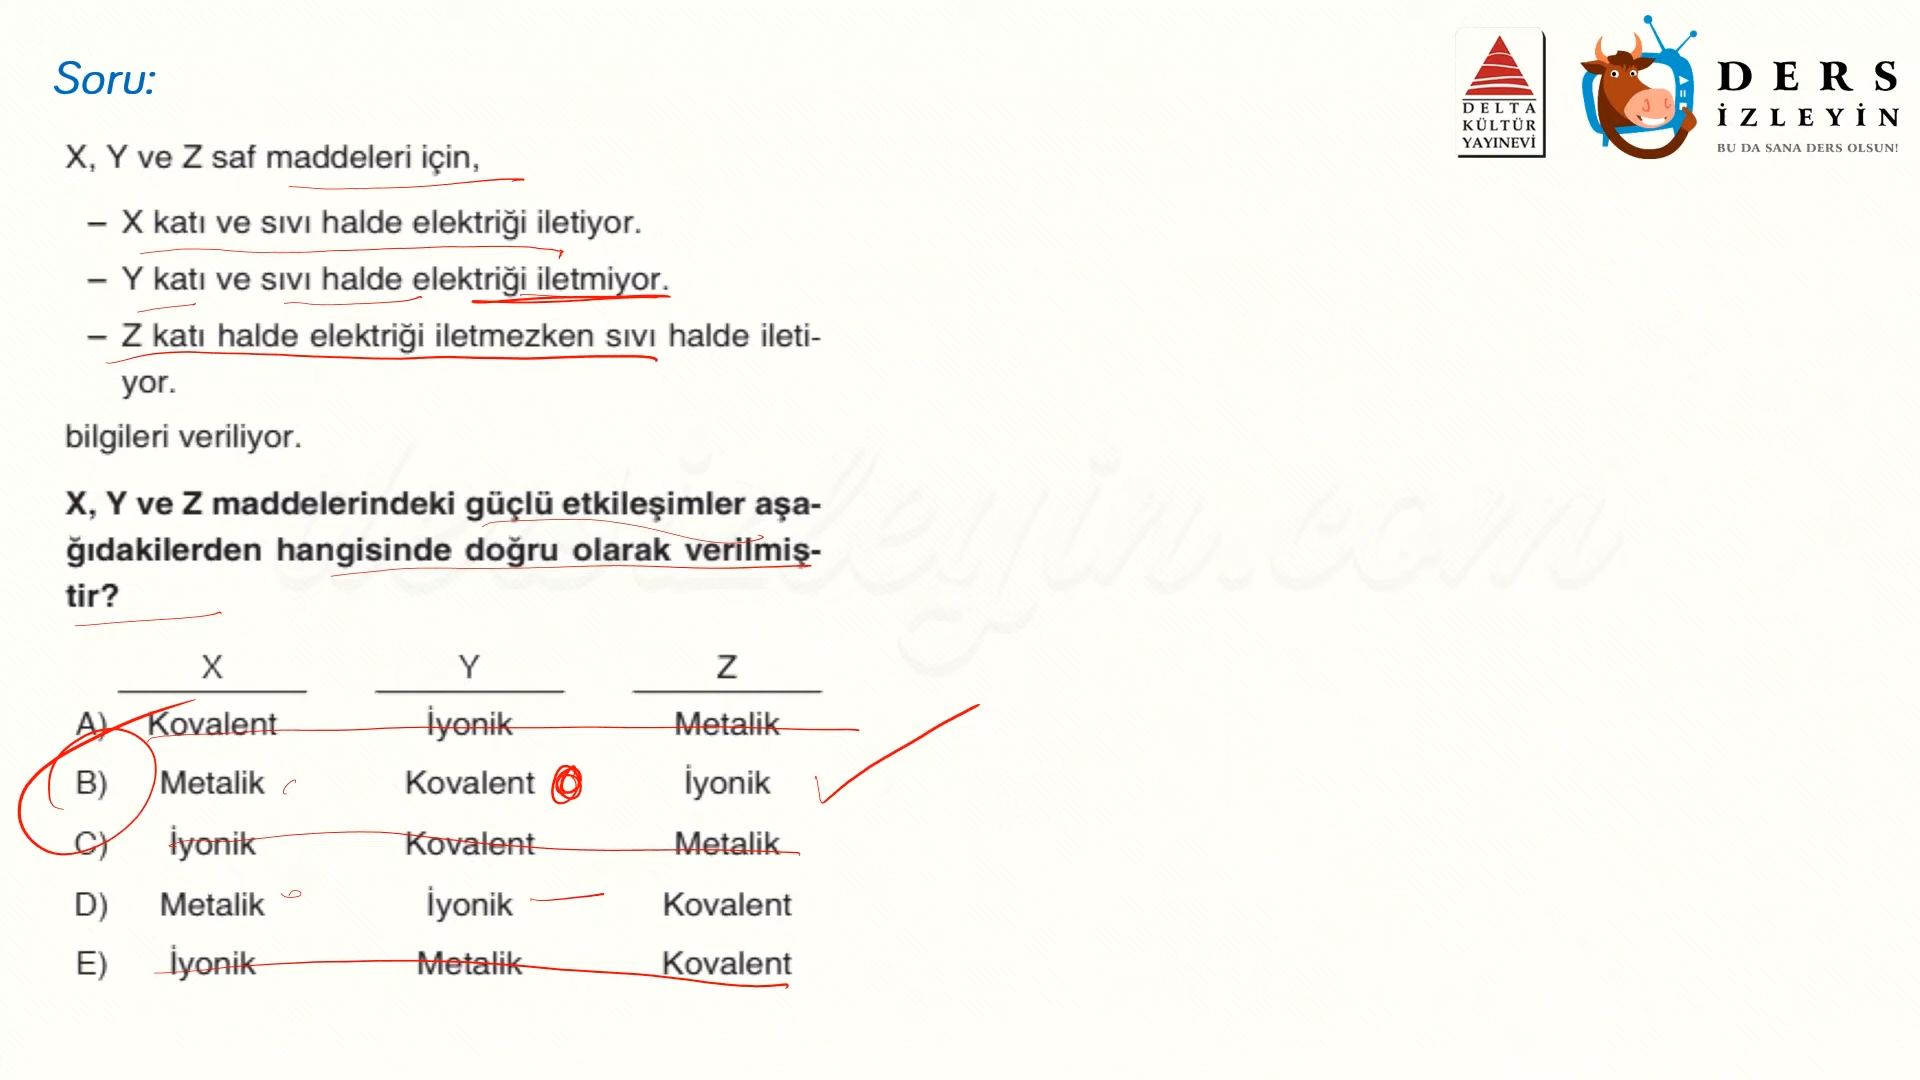 Soru:
DELTA
KÜLTÜR
YAYINEVİ
DERS
İZLEYİN
BU DA SANA DERS OLSUN!
X, Y ve Z saf maddeleri için,
– X katı ve sıvı halde elektriği iletiyor.
– Y katı ve sıvı halde elektriği iletmiyor.
– Z katı halde elektriği iletmezken sıvı halde ileti-
yor.
bilgileri veriliyor.
X, Y ve Z maddelerindeki güçlü etkileşimler aşa-
ğıdakilerden hangisinde doğru olarak verilmiş-
tir?
X Y Z
A) Kovalent İyonik Metalik
B) Metalik Kovalent İyonik
C) İyonik Kovalent Metalik
D) Metalik İyonik Kovalent
E) İyonik Metalik Kovalent
dersizleyin.com